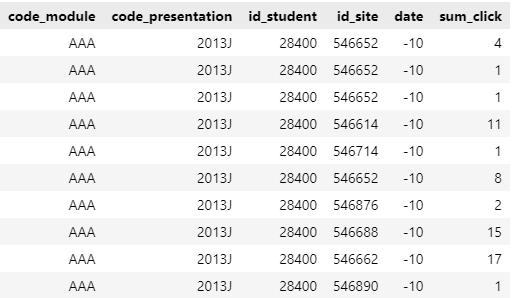 code_module code_presentation id_student id_site date sum_click
AAA 2013J 28400 546652 -10 4
AAA 2013J 28400 546652 -10 1
AAA 2013J 28400 546652 -10 1
AAA 2013J 28400 546614 -10 11
AAA 2013J 28400 546714 -10 1
AAA 2013J 28400 546652 -10 8
AAA 2013J 28400 546876 -10 2
AAA 2013J 28400 546688 -10 15
AAA 2013J 28400 546662 -10 17
AAA 2013J 28400 546890 -10 1